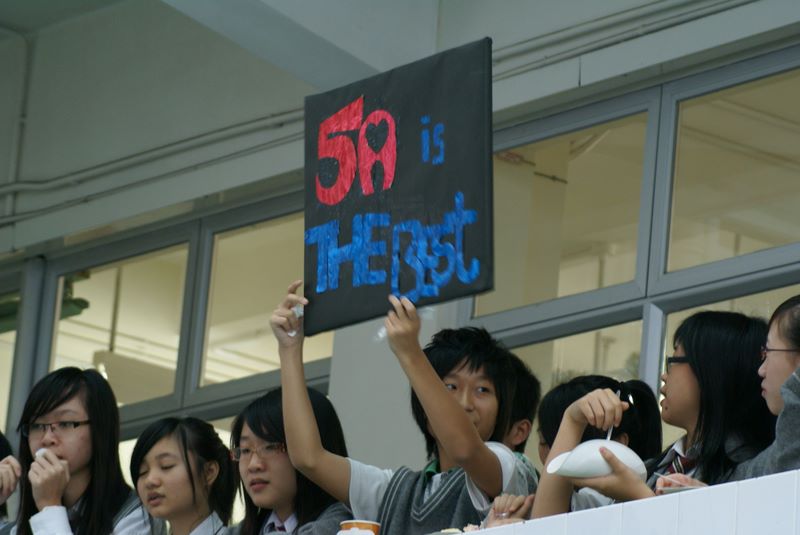 5A is
THE BEst